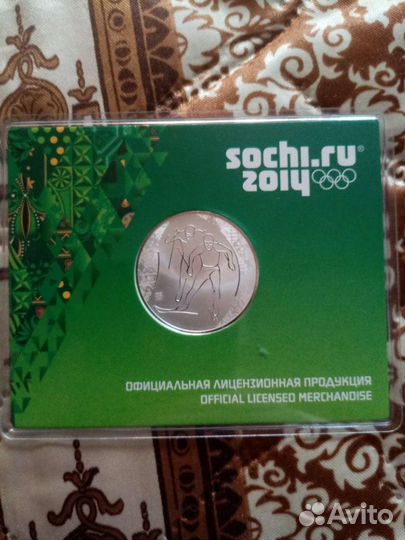 sochi.ru
2014
ОФИЦИАЛЬНАЯ ЛИЦЕНЗИОННАЯ ПРОДУКЦИЯ
OFFICIAL LICENSED MERCHANDISE
Avito